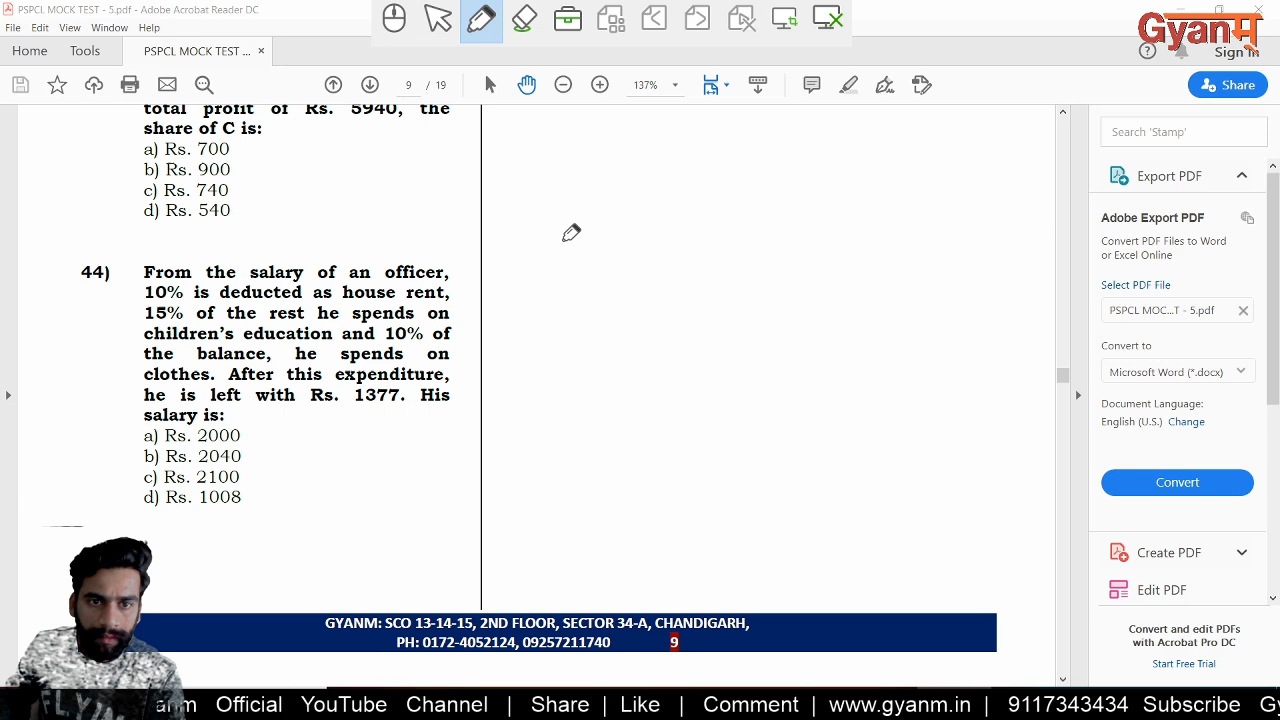 PSPCL MOCK TEST - 5.pdf - Adobe Acrobat Reader DC
File Edit View Window Help
Gyanम्
Home Tools PSPCL MOCK TEST ... × Sign In
9 / 19 137% Share
total profit of Rs. 5940, the
share of C is:
a) Rs. 700
b) Rs. 900
c) Rs. 740
d) Rs. 540
44) From the salary of an officer,
10% is deducted as house rent,
15% of the rest he spends on
children's education and 10% of
the balance, he spends on
clothes. After this expenditure,
he is left with Rs. 1377. His
salary is:
a) Rs. 2000
b) Rs. 2040
c) Rs. 2100
d) Rs. 1008
GYANM: SCO 13-14-15, 2ND FLOOR, SECTOR 34-A, CHANDIGARH,
PH: 0172-4052124, 09257211740 9
Search 'Stamp'
Export PDF
Adobe Export PDF
Convert PDF Files to Word
or Excel Online
Select PDF File
PSPCL MOC...T - 5.pdf
Convert to
Microsoft Word (*.docx)
Document Language:
English (U.S.) Change
Convert
Create PDF
Edit PDF
Convert and edit PDFs
with Acrobat Pro DC
Start Free Trial
FLYIN
anm Official YouTube Channel | Share | Like | Comment | www.gyanm.in | 9117343434 Subscribe Gy